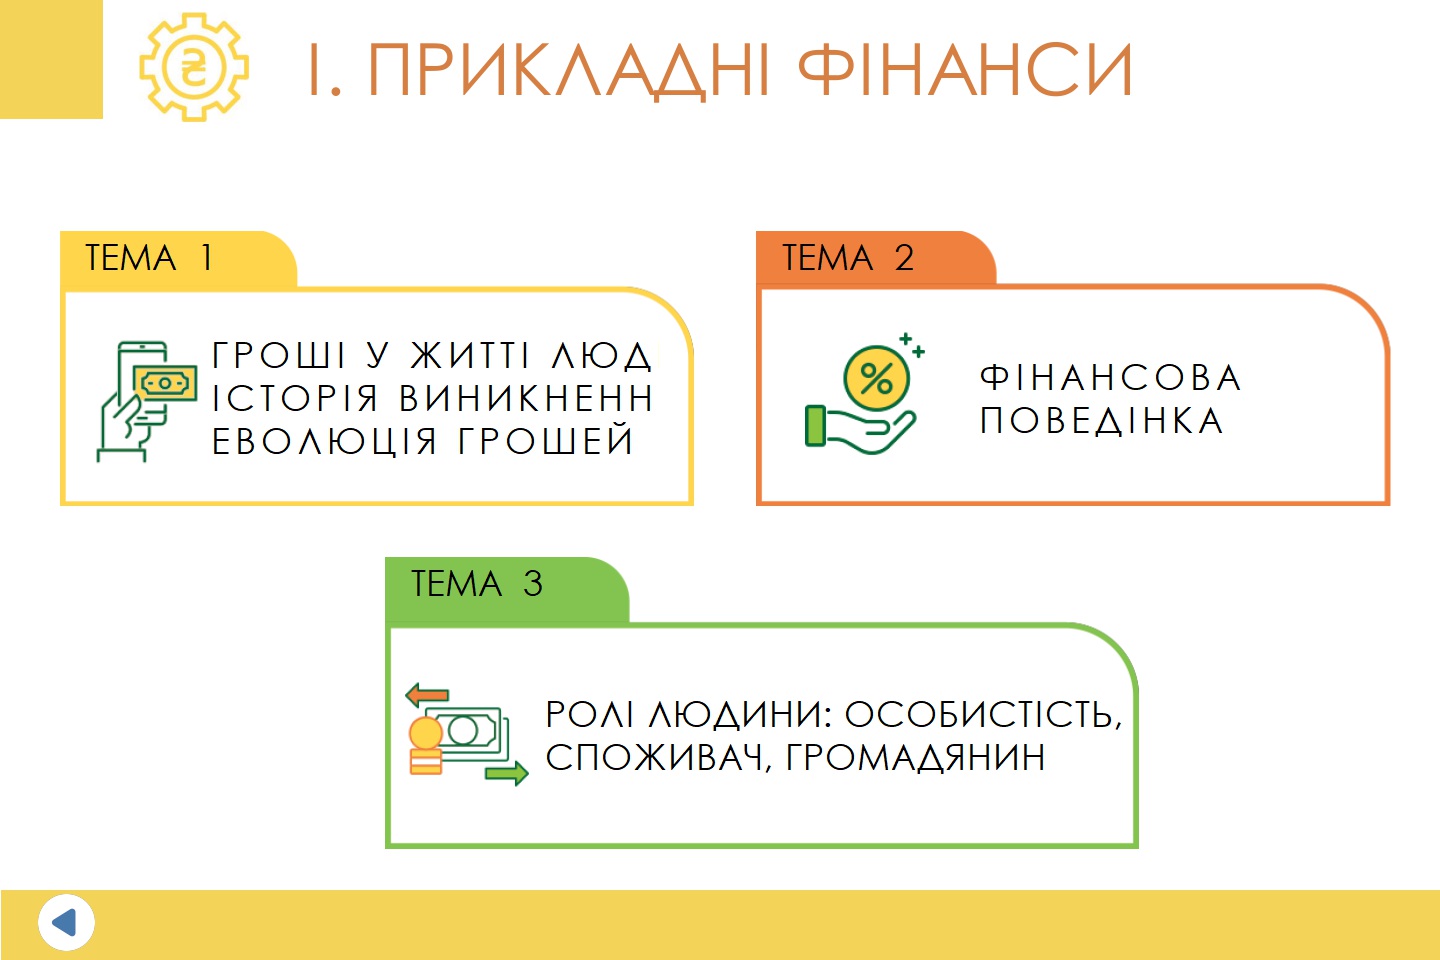 І. ПРИКЛАДНІ ФІНАНСИ
ТЕМА 1
ГРОШІ У ЖИТТІ ЛЮД
ІСТОРІЯ ВИНИКНЕНН
ЕВОЛЮЦІЯ ГРОШЕЙ
ТЕМА 2
ФІНАНСОВА
ПОВЕДІНКА
ТЕМА 3
РОЛІ ЛЮДИНИ: ОСОБИСТІСТЬ,
СПОЖИВАЧ, ГРОМАДЯНИН